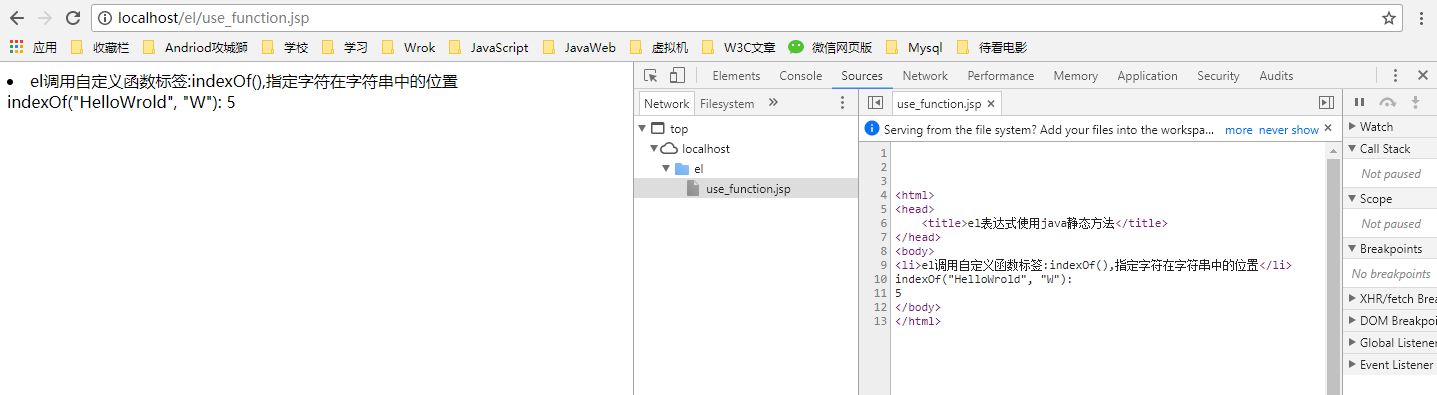 localhost/el/use_function.jsp
应用 收藏栏 Andriod攻城狮 学校 学习 Wrok JavaScript JavaWeb 虚拟机 W3C文章 微信网页版 Mysql 待看电影
el调用自定义函数标签:indexOf(),指定字符在字符串中的位置
indexOf("HelloWrold", "W"): 5
Elements Console Sources Network Performance Memory Application Security Audits
Network Filesystem »
top
localhost
el
use_function.jsp
use_function.jsp
Serving from the file system? Add your files into the workspa... more never show
1
2
3
4 <html>
5 <head>
6 <title>el表达式使用java静态方法</title>
7 </head>
8 <body>
9 <li>el调用自定义函数标签:indexOf(),指定字符在字符串中的位置</li>
10 indexOf("HelloWrold", "W"):
11 5
12 </body>
13 </html>
Watch
Call Stack
Not paused
Scope
Not paused
Breakpoints
No breakpoints
XHR/fetch Brea
DOM Breakpoi
Global Listener
Event Listener